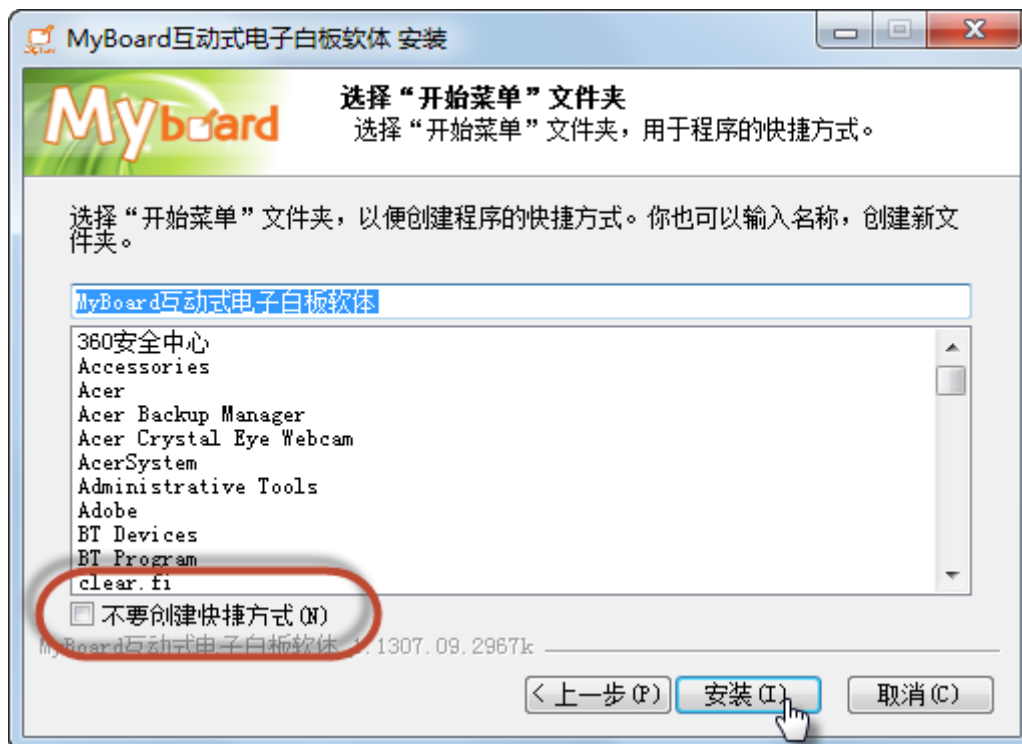 MyBoard互动式电子白板软体 安装
Myboard
选择“开始菜单”文件夹
选择“开始菜单”文件夹，用于程序的快捷方式。
选择“开始菜单”文件夹，以便创建程序的快捷方式。你也可以输入名称，创建新文
件夹。
MyBoard互动式电子白板软体
360安全中心
Accessories
Acer
Acer Backup Manager
Acer Crystal Eye Webcam
AcerSystem
Administrative Tools
Adobe
BT Devices
BT Program
clear.fi
不要创建快捷方式(N)
MyBoard互动式电子白板软体 1.1307.09.2967k
< 上一步(P)
安装(I)
取消(C)